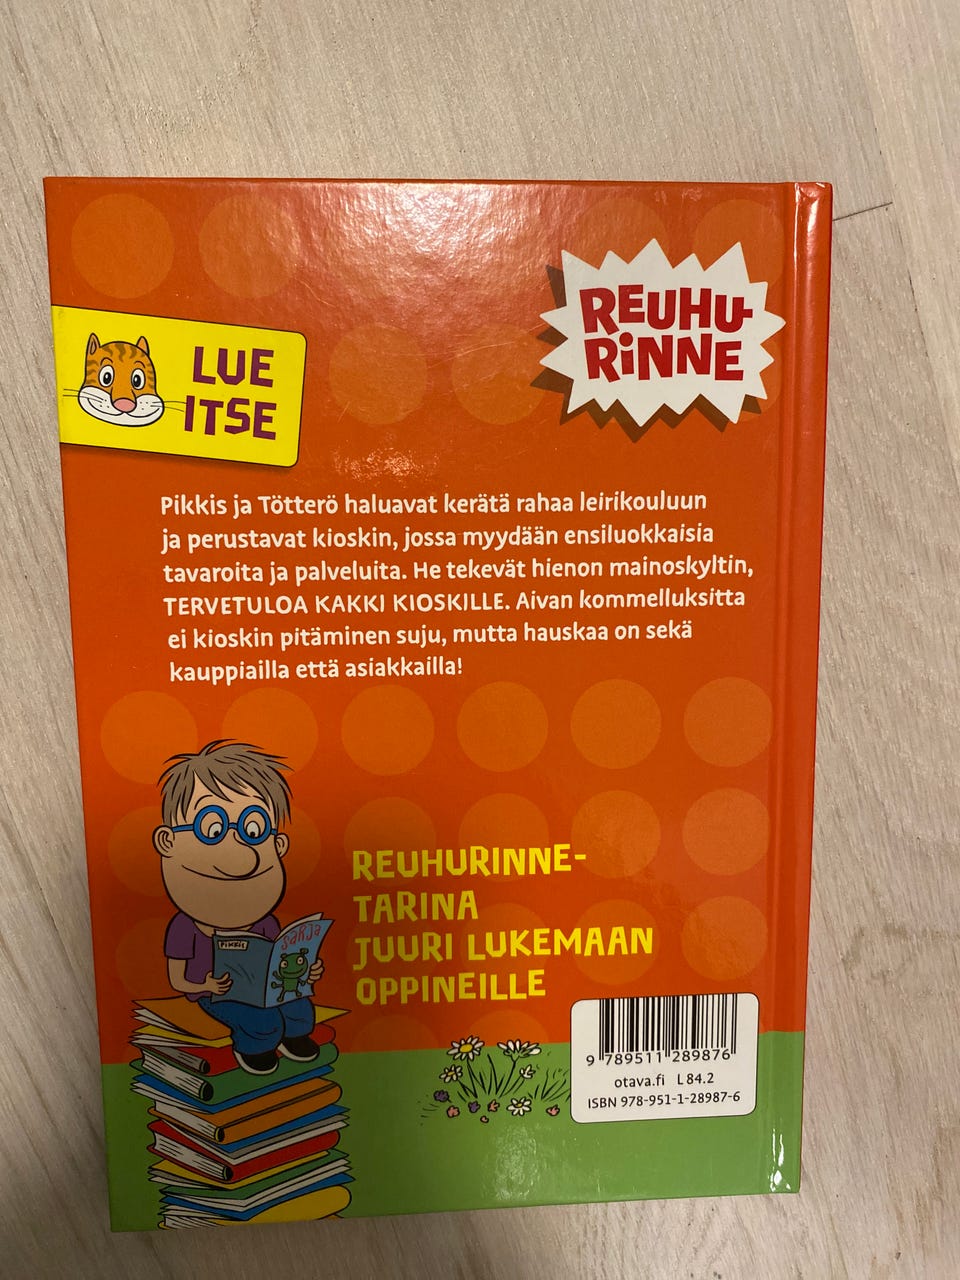 REUHU-
RINNE
LUE
ITSE
Pikkis ja Tötterö haluavat kerätä rahaa leirikouluun
ja perustavat kioskin, jossa myydään ensiluokkaisia
tavaroita ja palveluita. He tekevät hienon mainoskyltin,
TERVETULOA KAKKI KIOSKILLE. Aivan kommelluksitta
ei kioskin pitäminen suju, mutta hauskaa on sekä
kauppiailla että asiakkailla!
PIKKIS
SARJA
REUHURINNE-
TARINA
JUURI LUKEMAAN
OPPINEILLE
9 789511 289876
otava.fi L 84.2
ISBN 978-951-1-28987-6